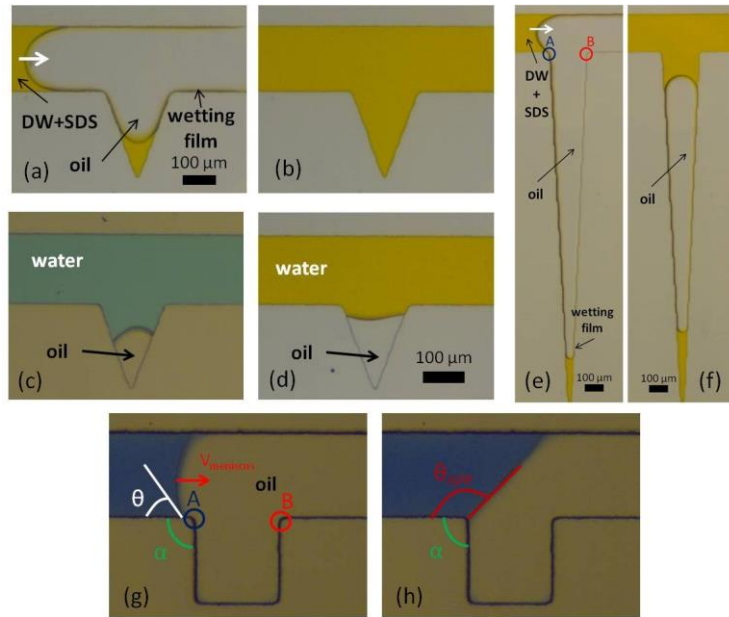 DW+SDS
oil
wetting
film
(a)
100 μm
(b)
water
oil
(c)
water
oil
100 μm
(d)
A
B
DW
+
SDS
oil
wetting
film
100 μm
(e)
oil
100 μm
(f)
θ
A
Vmeniscus
oil
B
α
(g)
α
(h)